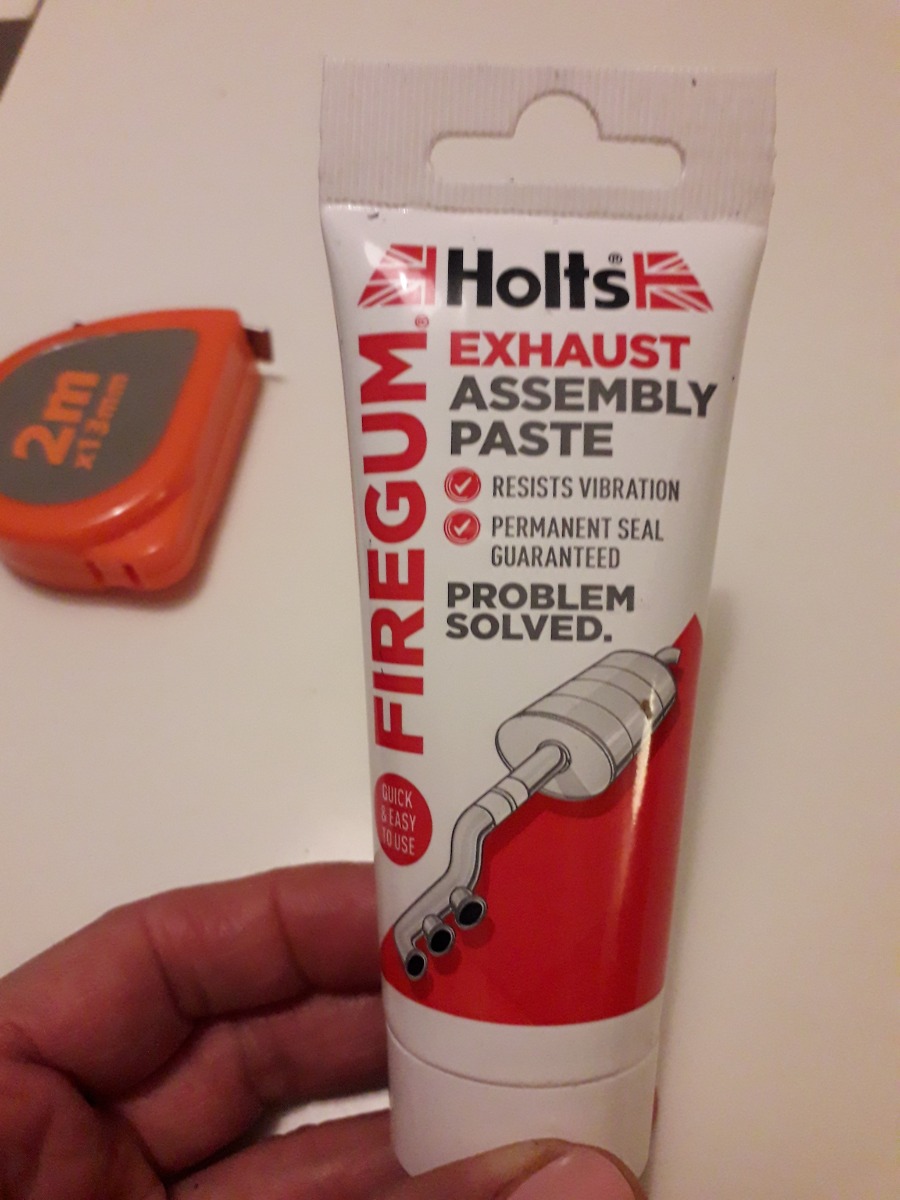 Holts®
FIREGUM®
EXHAUST
ASSEMBLY
PASTE
RESISTS VIBRATION
PERMANENT SEAL
GUARANTEED
PROBLEM
SOLVED.
QUICK
& EASY
TO USE
2m
x13mm